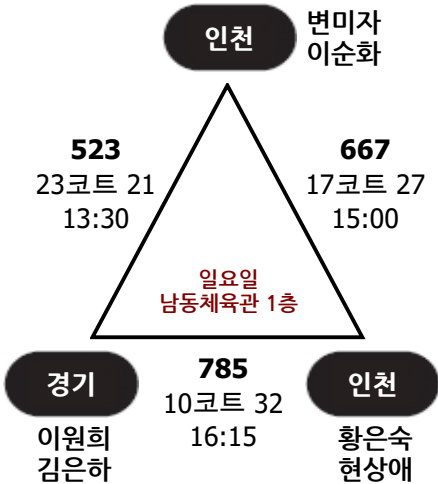 인천
변미자
이순화
523
23코트 21
13:30
667
17코트 27
15:00
일요일
남동체육관 1층
경기
이원희
김은하
785
10코트 32
16:15
인천
황은숙
현상애